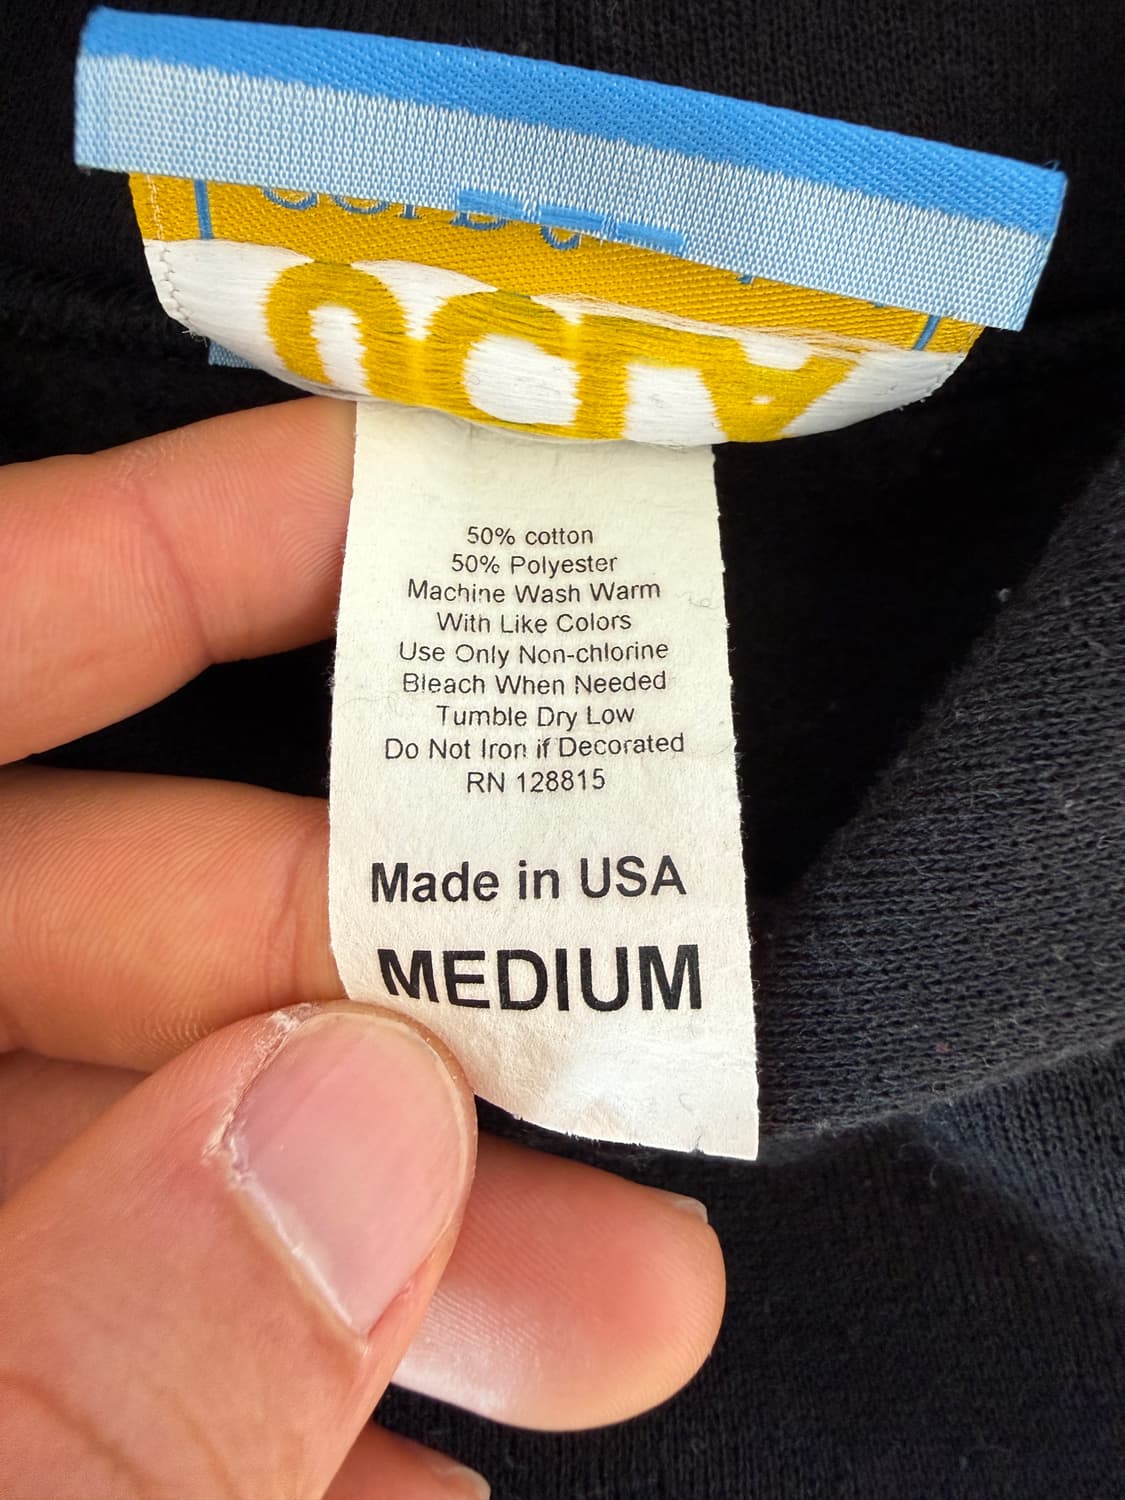 50% cotton
50% Polyester
Machine Wash Warm
With Like Colors
Use Only Non-chlorine
Bleach When Needed
Tumble Dry Low
Do Not Iron if Decorated
RN 128815
Made in USA
MEDIUM